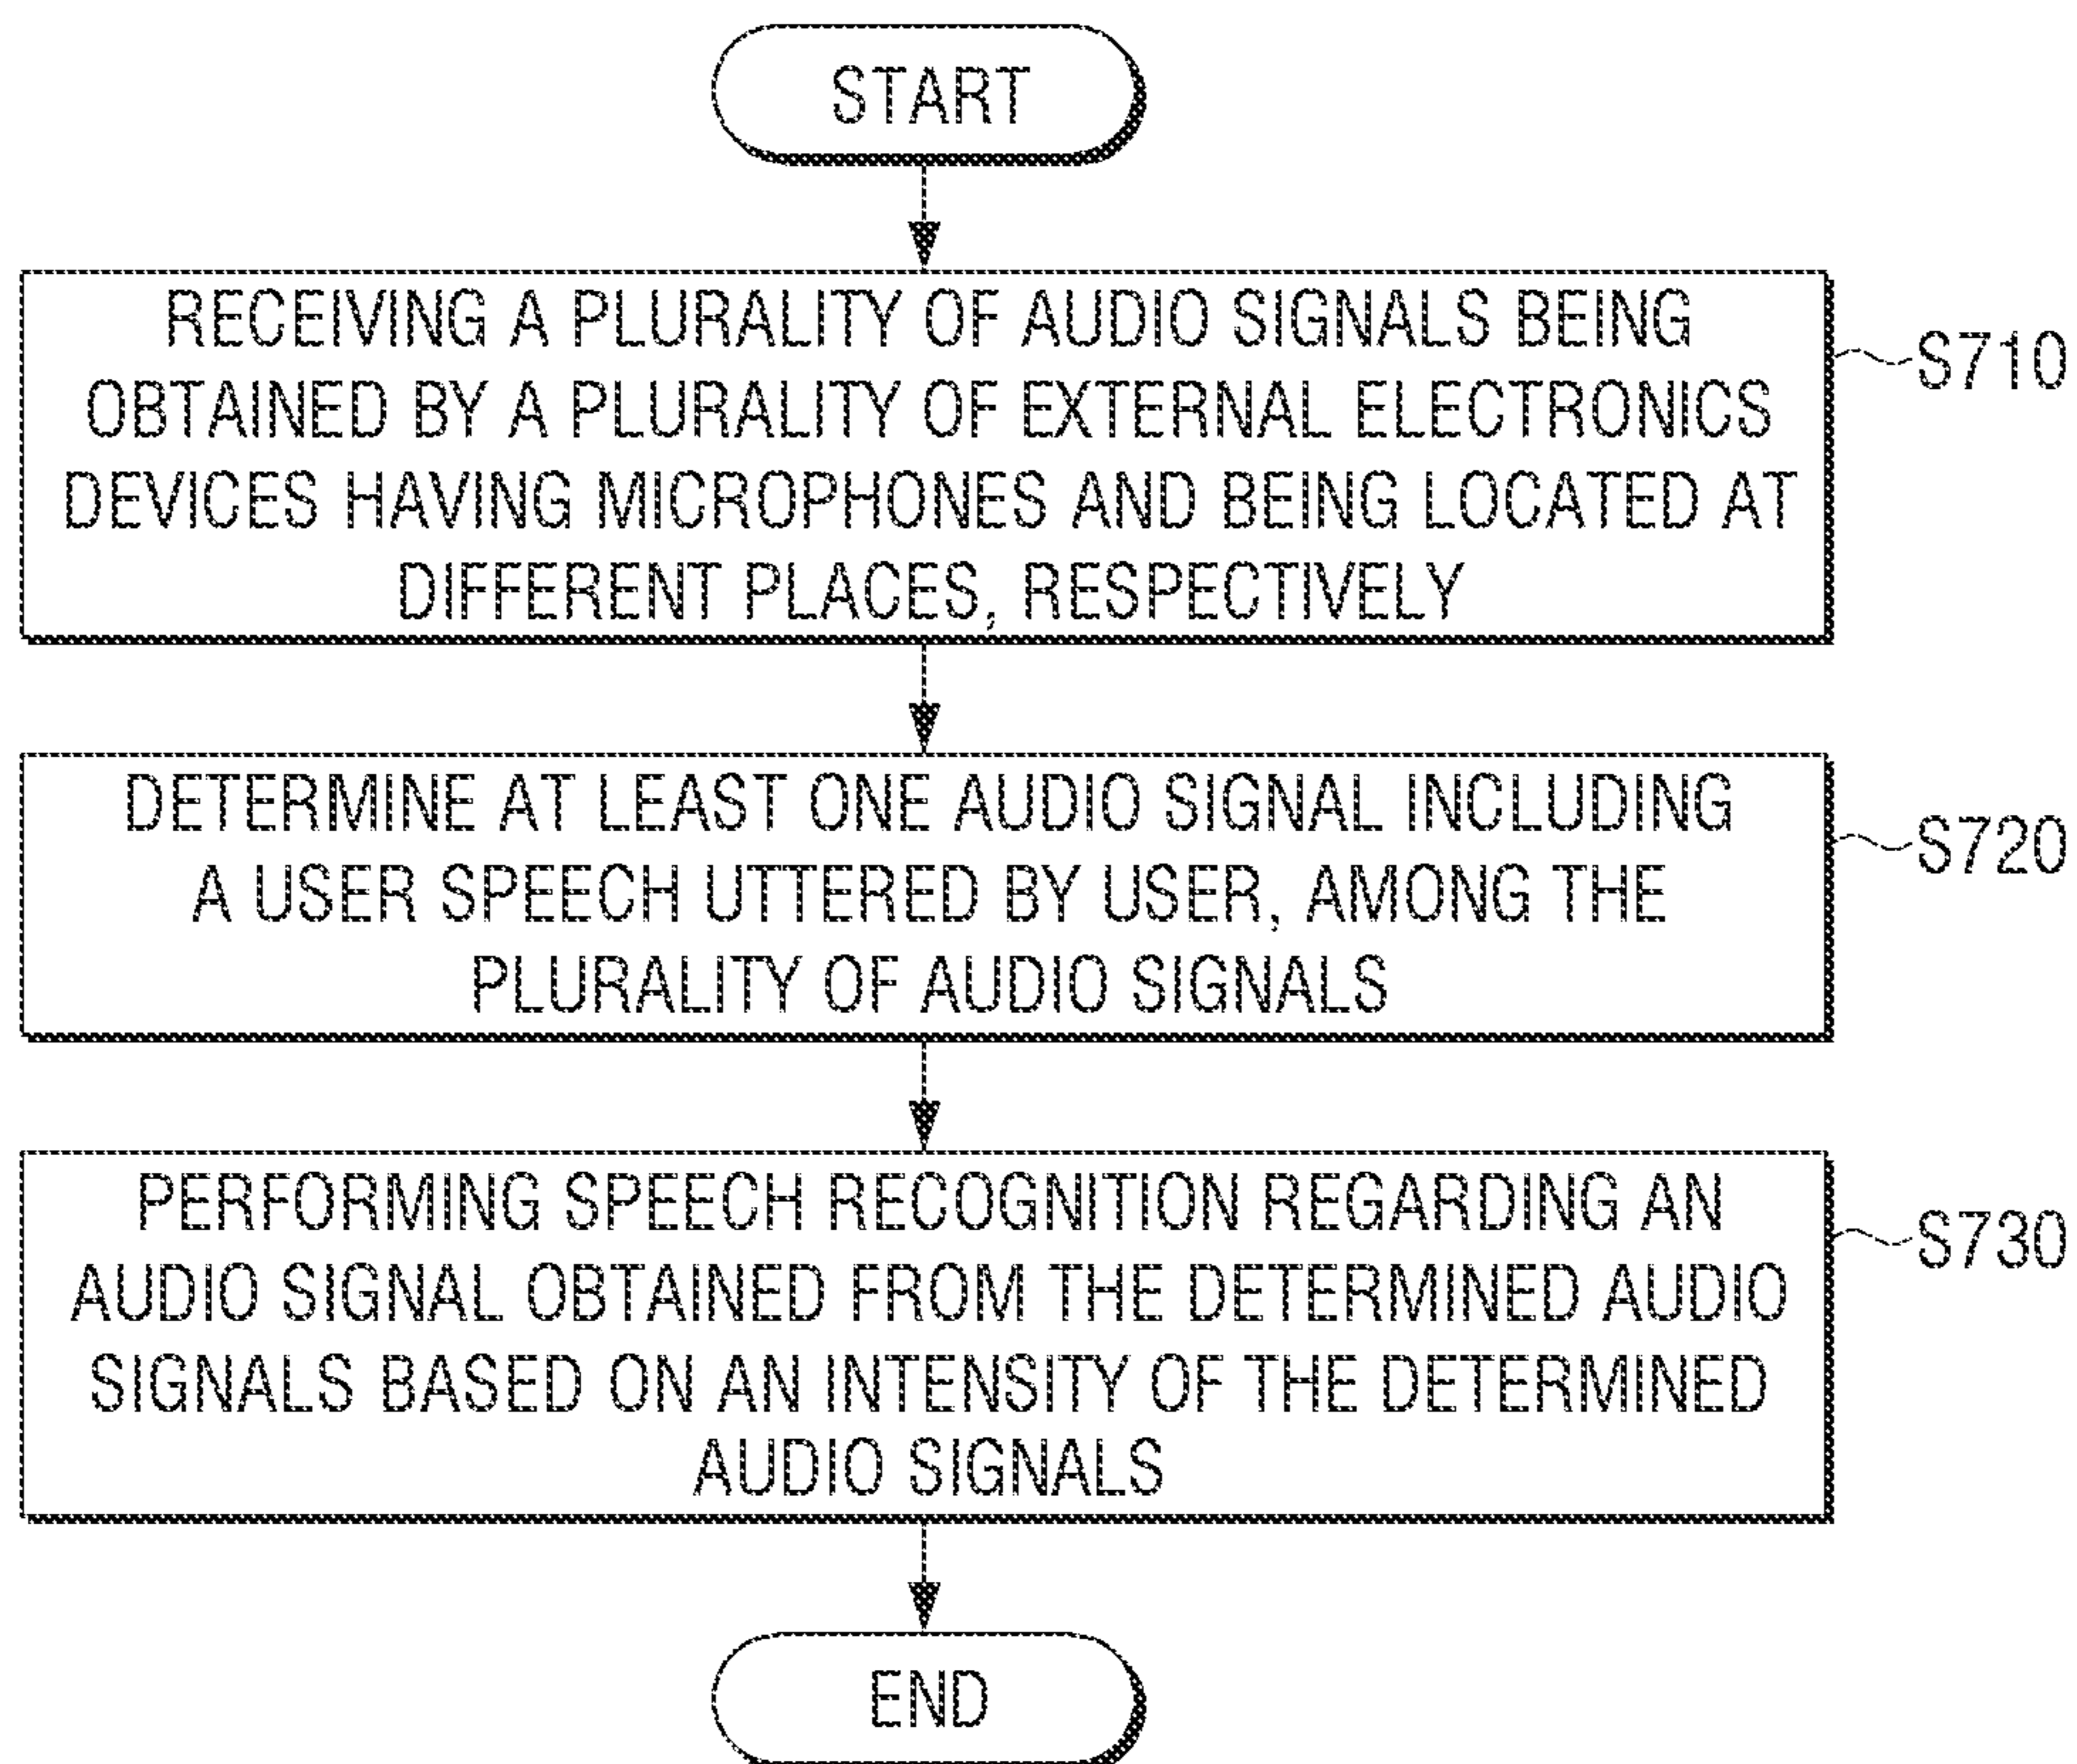 START
RECEIVING A PLURALITY OF AUDIO SIGNALS BEING
OBTAINED BY A PLURALITY OF EXTERNAL ELECTRONICS
DEVICES HAVING MICROPHONES AND BEING LOCATED AT
DIFFERENT PLACES, RESPECTIVELY
S710
DETERMINE AT LEAST ONE AUDIO SIGNAL INCLUDING
A USER SPEECH UTTERED BY USER, AMONG THE
PLURALITY OF AUDIO SIGNALS
S720
PERFORMING SPEECH RECOGNITION REGARDING AN
AUDIO SIGNAL OBTAINED FROM THE DETERMINED AUDIO
SIGNALS BASED ON AN INTENSITY OF THE DETERMINED
AUDIO SIGNALS
S730
END